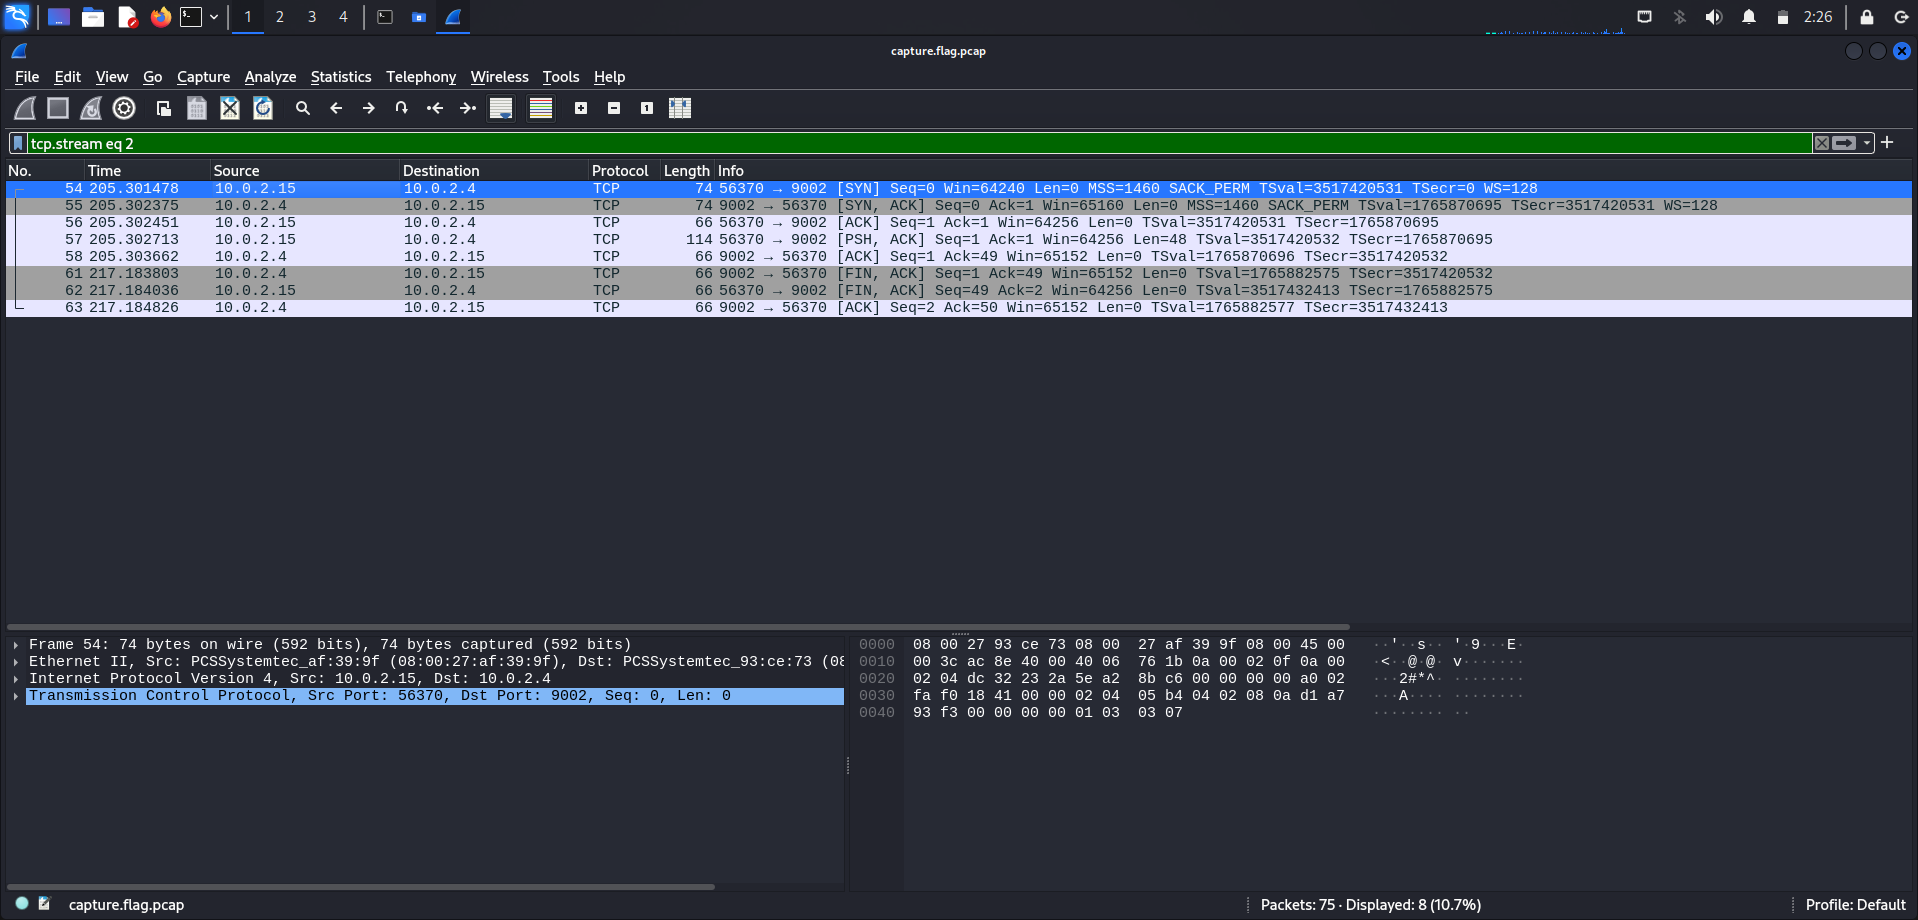 1 2 3 4 2:26
capture.flag.pcap
File Edit View Go Capture Analyze Statistics Telephony Wireless Tools Help
tcp.stream eq 2
No. Time Source Destination Protocol Length Info
54 205.301478 10.0.2.15 10.0.2.4 TCP 74 56370 → 9002 [SYN] Seq=0 Win=64240 Len=0 MSS=1460 SACK_PERM TSval=3517420531 TSecr=0 WS=128
55 205.302375 10.0.2.4 10.0.2.15 TCP 74 9002 → 56370 [SYN, ACK] Seq=0 Ack=1 Win=65160 Len=0 MSS=1460 SACK_PERM TSval=1765870695 TSecr=3517420531 WS=128
56 205.302451 10.0.2.15 10.0.2.4 TCP 66 56370 → 9002 [ACK] Seq=1 Ack=1 Win=64256 Len=0 TSval=3517420531 TSecr=1765870695
57 205.302713 10.0.2.15 10.0.2.4 TCP 114 56370 → 9002 [PSH, ACK] Seq=1 Ack=1 Win=64256 Len=48 TSval=3517420532 TSecr=1765870695
58 205.303662 10.0.2.4 10.0.2.15 TCP 66 9002 → 56370 [ACK] Seq=1 Ack=49 Win=65152 Len=0 TSval=1765870696 TSecr=3517420532
61 217.183803 10.0.2.4 10.0.2.15 TCP 66 9002 → 56370 [FIN, ACK] Seq=1 Ack=49 Win=65152 Len=0 TSval=1765882575 TSecr=3517420532
62 217.184036 10.0.2.15 10.0.2.4 TCP 66 56370 → 9002 [FIN, ACK] Seq=49 Ack=2 Win=64256 Len=0 TSval=3517432413 TSecr=1765882575
63 217.184826 10.0.2.4 10.0.2.15 TCP 66 9002 → 56370 [ACK] Seq=2 Ack=50 Win=65152 Len=0 TSval=1765882577 TSecr=3517432413
Frame 54: 74 bytes on wire (592 bits), 74 bytes captured (592 bits)
Ethernet II, Src: PCSSystemtec_af:39:9f (08:00:27:af:39:9f), Dst: PCSSystemtec_93:ce:73 (08
Internet Protocol Version 4, Src: 10.0.2.15, Dst: 10.0.2.4
Transmission Control Protocol, Src Port: 56370, Dst Port: 9002, Seq: 0, Len: 0
0000 08 00 27 93 ce 73 08 00 27 af 39 9f 08 00 45 00 ··'··s·· '·9···E·
0010 00 3c ac 8e 40 00 40 06 76 1b 0a 00 02 0f 0a 00 ·<··@·@· v·······
0020 02 04 dc 32 23 2a 5e a2 8b c6 00 00 00 00 a0 02 ···2#*^· ········
0030 fa f0 18 41 00 00 02 04 05 b4 04 02 08 0a d1 a7 ···A···· ········
0040 93 f3 00 00 00 00 01 03 03 07 ········ ··
capture.flag.pcap Packets: 75 · Displayed: 8 (10.7%) Profile: Default